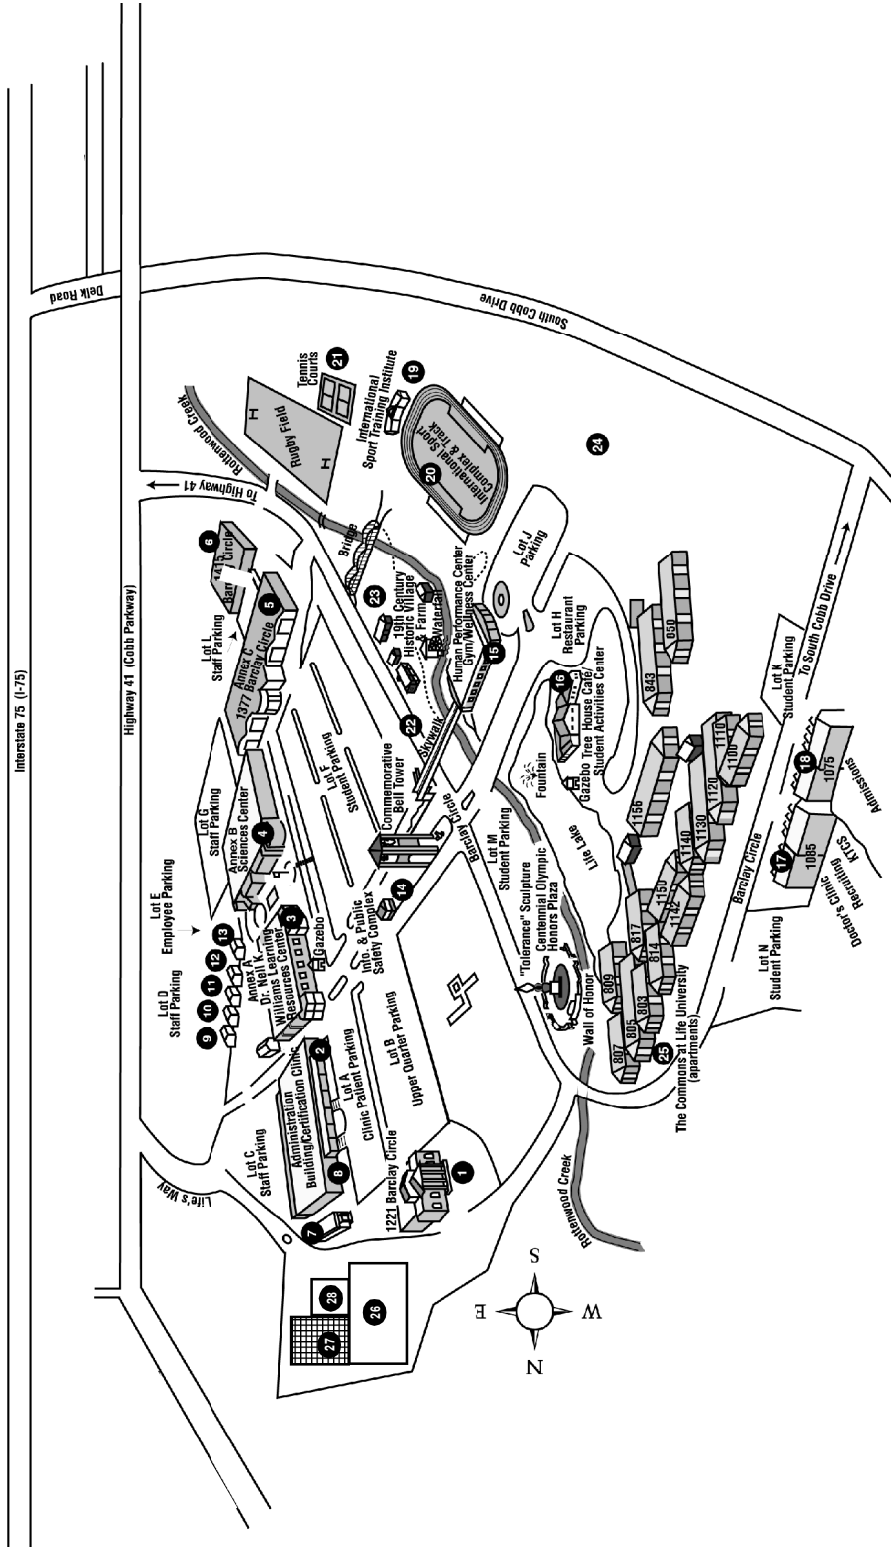 Interstate 75 (I-75)
Highway 41 (Cobb Parkway)
Delk Road
South Cobb Drive
To Highway 41
Rottenwood Creek
Life's Way
Tennis
Courts
21
Rugby Field
H
H
International
Sport Training Institute
19
International Sport
Complex & Track
20
24
6
1415
Barclay Circle
Lot L
Staff Parking
5
Annex C
1377 Barclay Circle
Bridge
23
19th Century
Historic Village
& Farm
Waterfall
22
Skywalk
Human Performance Center
Gym/Wellness Center
15
Lot J
Parking
Lot H
Restaurant
Parking
16
Gazebo
Tree House Café/
Student Activities Center
Fountain
Life Lake
Lot F
Student Parking
Commemorative
Bell Tower
Barclay Circle
Lot M
Student Parking
Lot G
Staff Parking
Annex B
Sciences Center
4
Lot E
Employee Parking
Lot D
Staff Parking
9
10
11
12
13
Annex A
Dr. Neil K.
Williams Learning
Resources Center
3
Gazebo
Info. & Public
Safety Complex
14
"Tolerance" Sculpture
Centennial Olympic
Honors Plaza
Wall of Honor
Lot C
Staff Parking
Administration
Building/Certification Clinic
2
8
7
Lot A
Clinic Patient Parking
Lot B
Upper Quarter Parking
1221 Barclay Circle
1
26
27
28
N
S
E
W
Rottenwood Creek
843
650
1156
1110
1100
1120
1130
1140
1150
1142
817
814
809
803
805
807
25
The Commons at Life University
(apartments)
Barclay Circle
To South Cobb Drive
Lot K
Student Parking
18
1075
Admissions
17
1085
Doctor's Clinic
Recruiting
KTCS
Lot N
Student Parking